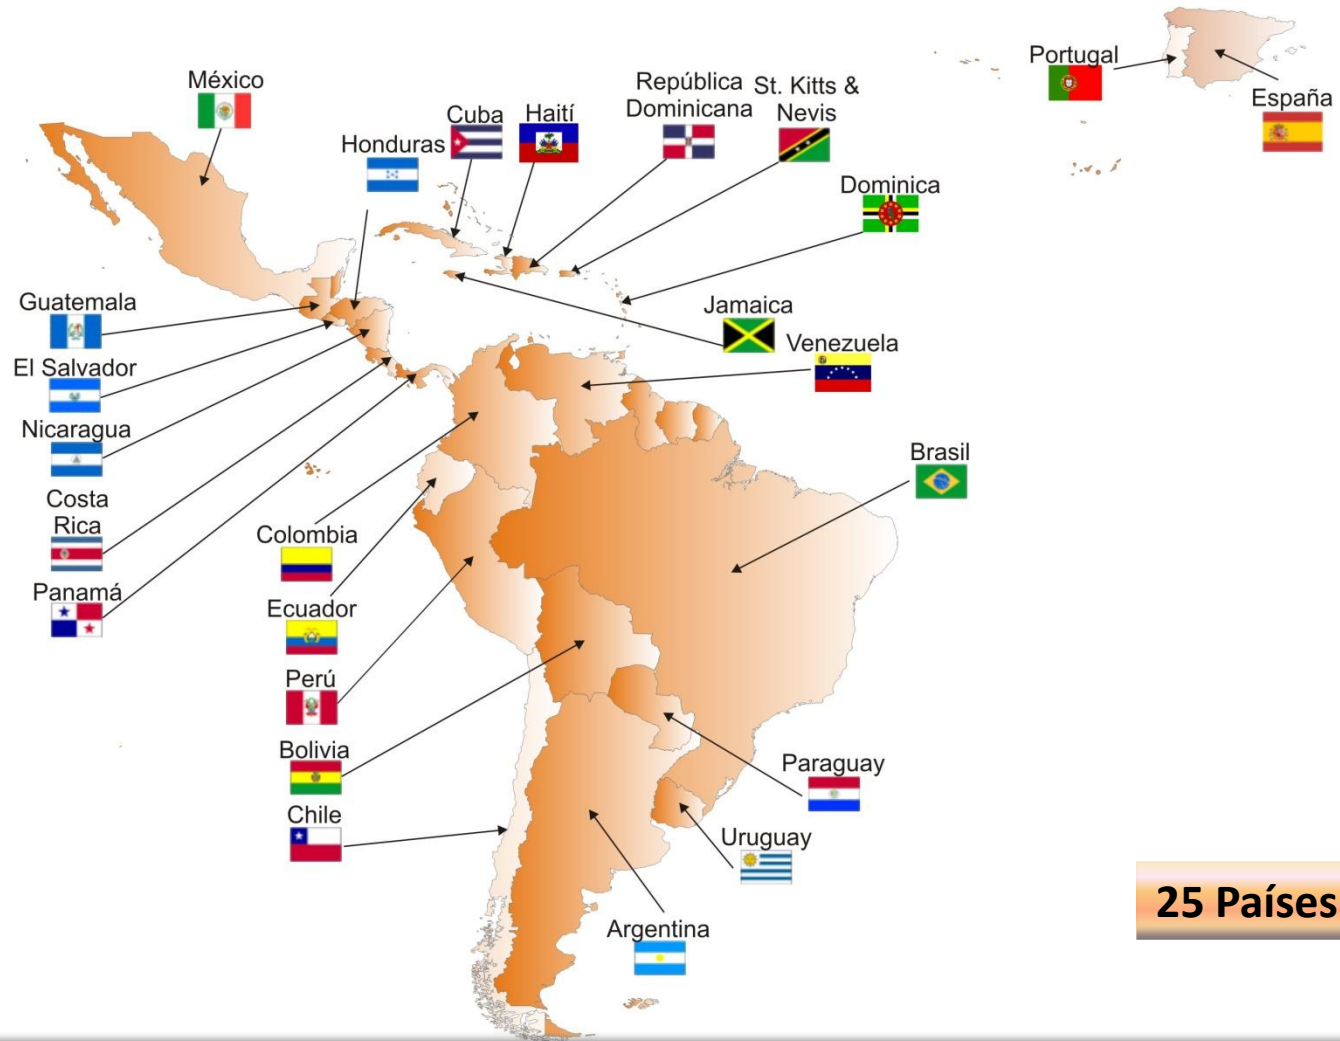 Portugal
España
México
República
Dominicana
St. Kitts &
Nevis
Cuba
Haití
Honduras
Dominica
Guatemala
Jamaica
Venezuela
El Salvador
Nicaragua
Brasil
Costa
Rica
Colombia
Panamá
Ecuador
Perú
Bolivia
Paraguay
Chile
Uruguay
25 Países
Argentina